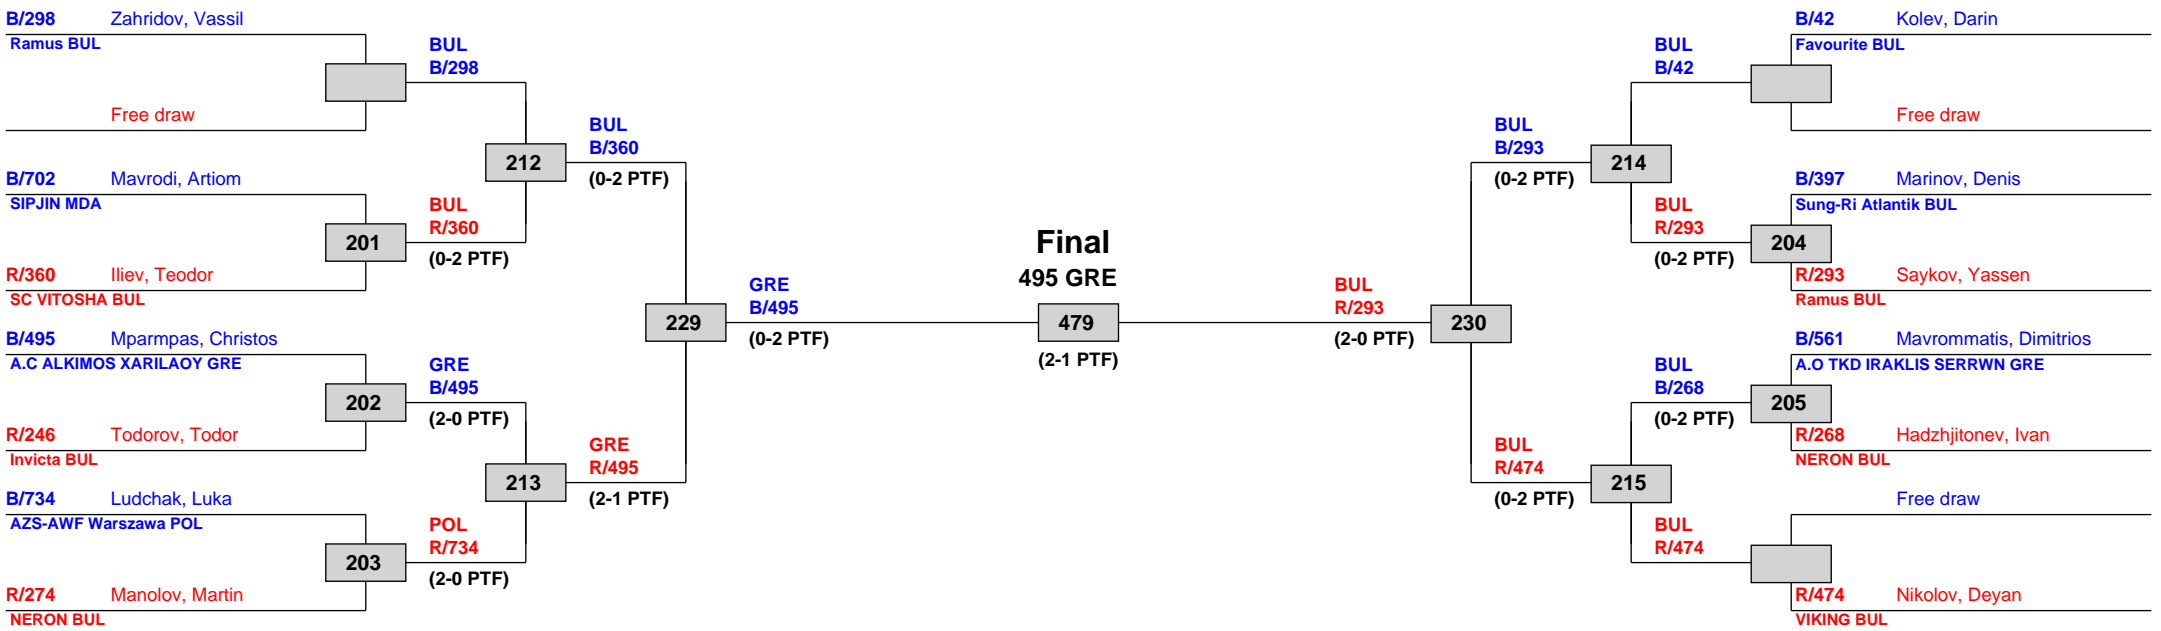 B/298 Zahridov, Vassil
Ramus BUL
Free draw
B/702 Mavrodi, Artiom
SIPJIN MDA
201
R/360 Iliev, Teodor
SC VITOSHA BUL
B/495 Mparmpas, Christos
A.C ALKIMOS XARILAOY GRE
202
R/246 Todorov, Todor
Invicta BUL
B/734 Ludchak, Luka
AZS-AWF Warszawa POL
203
R/274 Manolov, Martin
NERON BUL
BUL
B/298
212
BUL
R/360
(0-2 PTF)
GRE
B/495
(2-0 PTF)
213
POL
R/734
(2-0 PTF)
BUL
B/360
(0-2 PTF)
229
GRE
R/495
(2-1 PTF)
GRE
B/495
(0-2 PTF)
Final
495 GRE
479
(2-1 PTF)
BUL
R/293
(2-0 PTF)
230
BUL
B/293
(0-2 PTF)
BUL
R/474
(0-2 PTF)
BUL
B/42
214
BUL
R/293
(0-2 PTF)
BUL
B/268
(0-2 PTF)
215
BUL
R/474
B/42 Kolev, Darin
Favourite BUL
Free draw
B/397 Marinov, Denis
Sung-Ri Atlantik BUL
204
R/293 Saykov, Yassen
Ramus BUL
B/561 Mavrommatis, Dimitrios
A.O TKD IRAKLIS SERRWN GRE
205
R/268 Hadzhjitonev, Ivan
NERON BUL
Free draw
R/474 Nikolov, Deyan
VIKING BUL